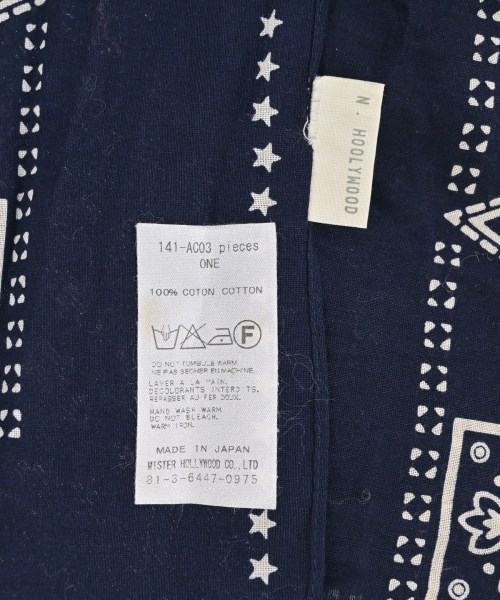 N. HOOLYWOOD
141-AC03 pieces
ONE
100% COTON COTTON
F
DO NOT TUMBULE WARM
NE PAS SECHER EN MACHINE
LAVER A LA MAIN.
DECOLORANTS INTERDITS.
REPASSER AU FER DOUX.
HAND WASH WARM
DO NOT BLEACH.
WARM IRON.
MADE IN JAPAN
MISTER HOLLYWOOD CO., LTD
81-3-6447-0975